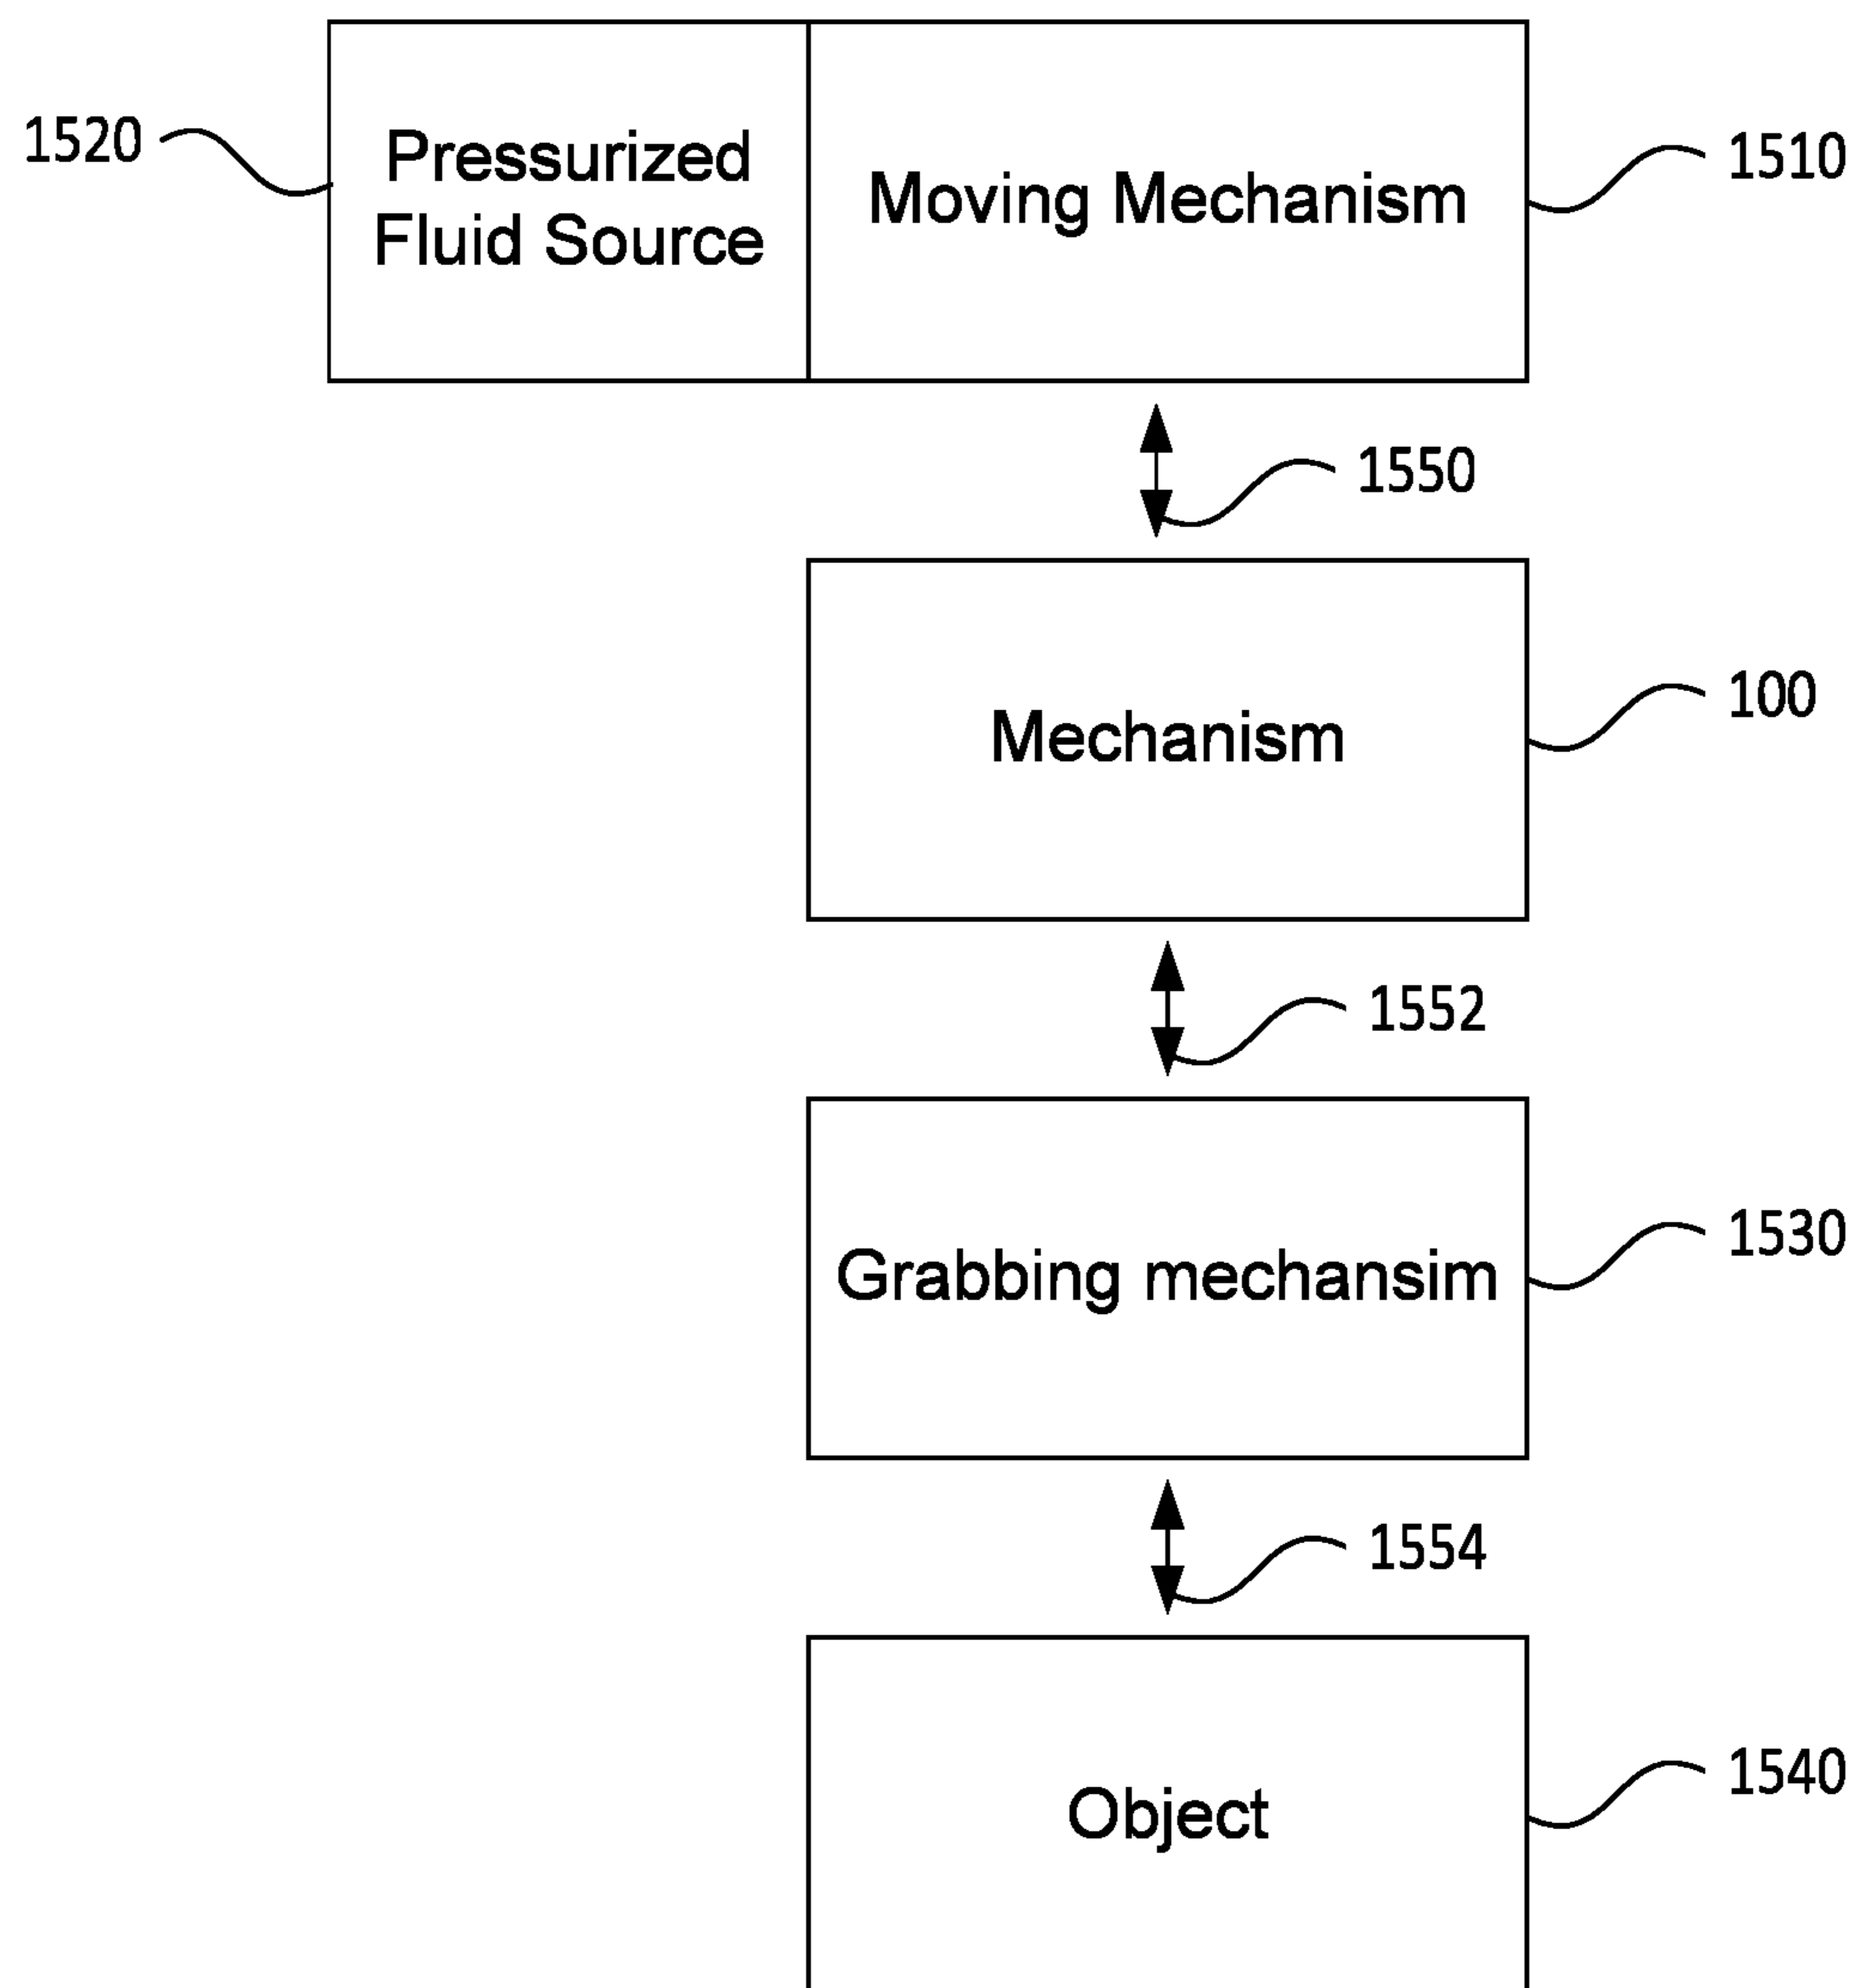 1520
Pressurized
Fluid Source
Moving Mechanism
1510
1550
Mechanism
100
1552
Grabbing mechansim
1530
1554
Object
1540